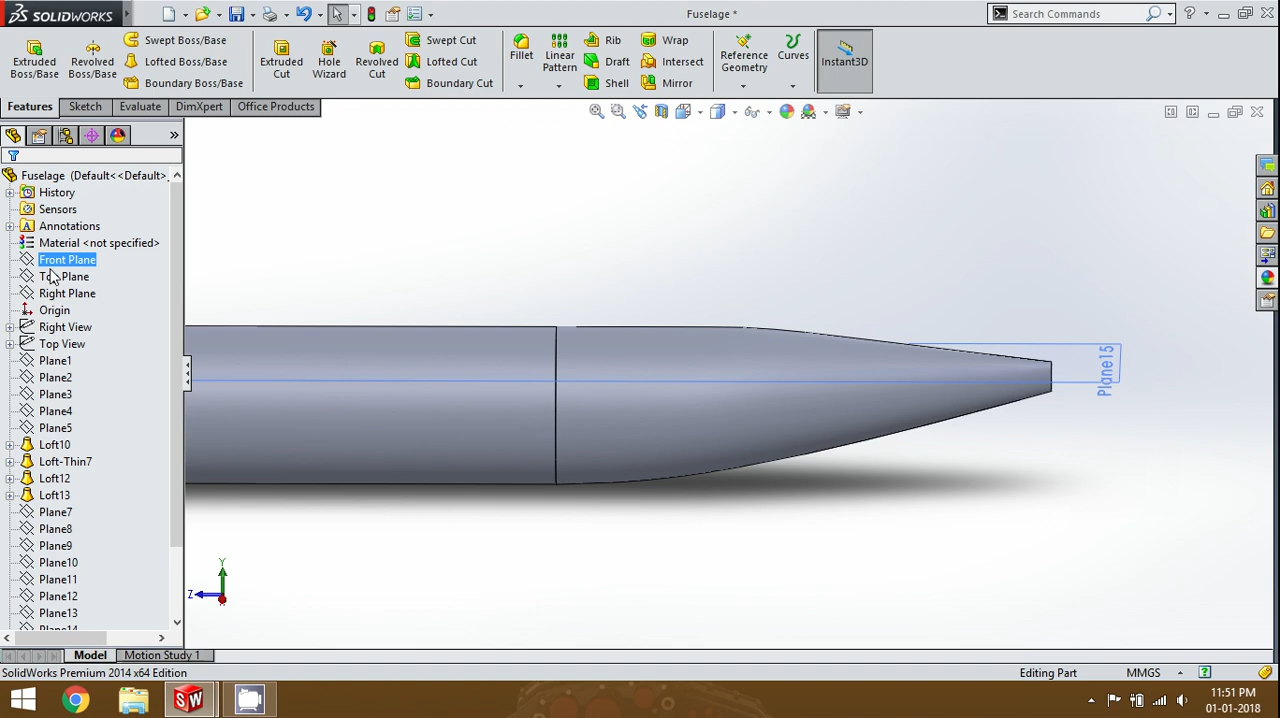 SOLIDWORKS
Fuselage *
Search Commands
Extruded Boss/Base
Revolved Boss/Base
Swept Boss/Base
Lofted Boss/Base
Boundary Boss/Base
Extruded Cut
Hole Wizard
Revolved Cut
Swept Cut
Lofted Cut
Boundary Cut
Fillet
Linear Pattern
Rib
Draft
Shell
Wrap
Intersect
Mirror
Reference Geometry
Curves
Instant3D
Features
Sketch
Evaluate
DimXpert
Office Products
Fuselage (Default<<Default>
History
Sensors
Annotations
Material <not specified>
Front Plane
Top Plane
Right Plane
Origin
Right View
Top View
Plane1
Plane2
Plane3
Plane4
Plane5
Loft10
Loft-Thin7
Loft12
Loft13
Plane7
Plane8
Plane9
Plane10
Plane11
Plane12
Plane13
Plane14
Plane15
Y
Z
Model
Motion Study 1
SolidWorks Premium 2014 x64 Edition
Editing Part
MMGS
11:51 PM
01-01-2018